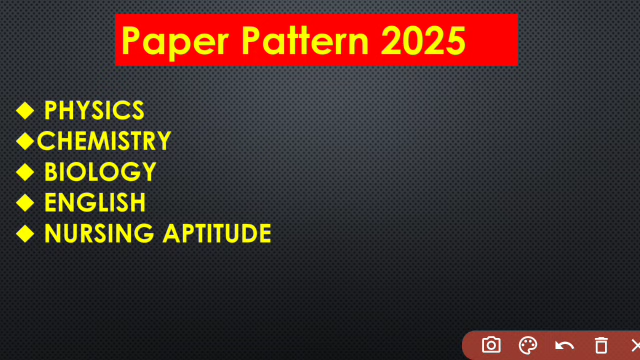 Paper Pattern 2025
◆ PHYSICS
◆CHEMISTRY
◆ BIOLOGY
◆ ENGLISH
◆ NURSING APTITUDE